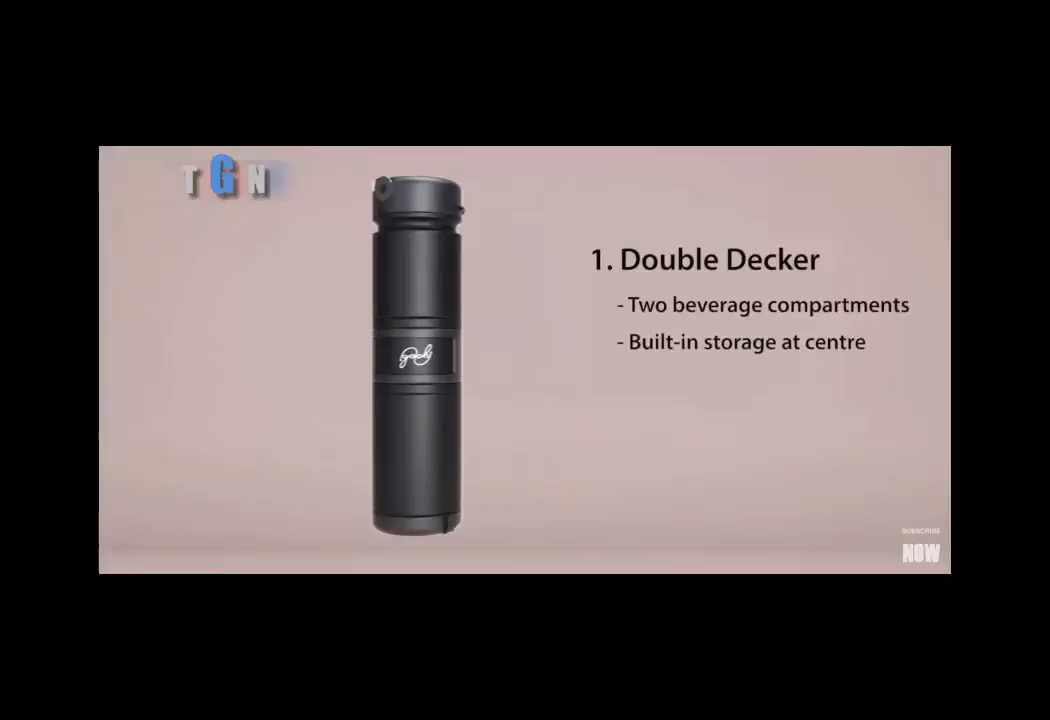 TGN
1. Double Decker
- Two beverage compartments
- Built-in storage at centre
SUBSCRIBE
NOW